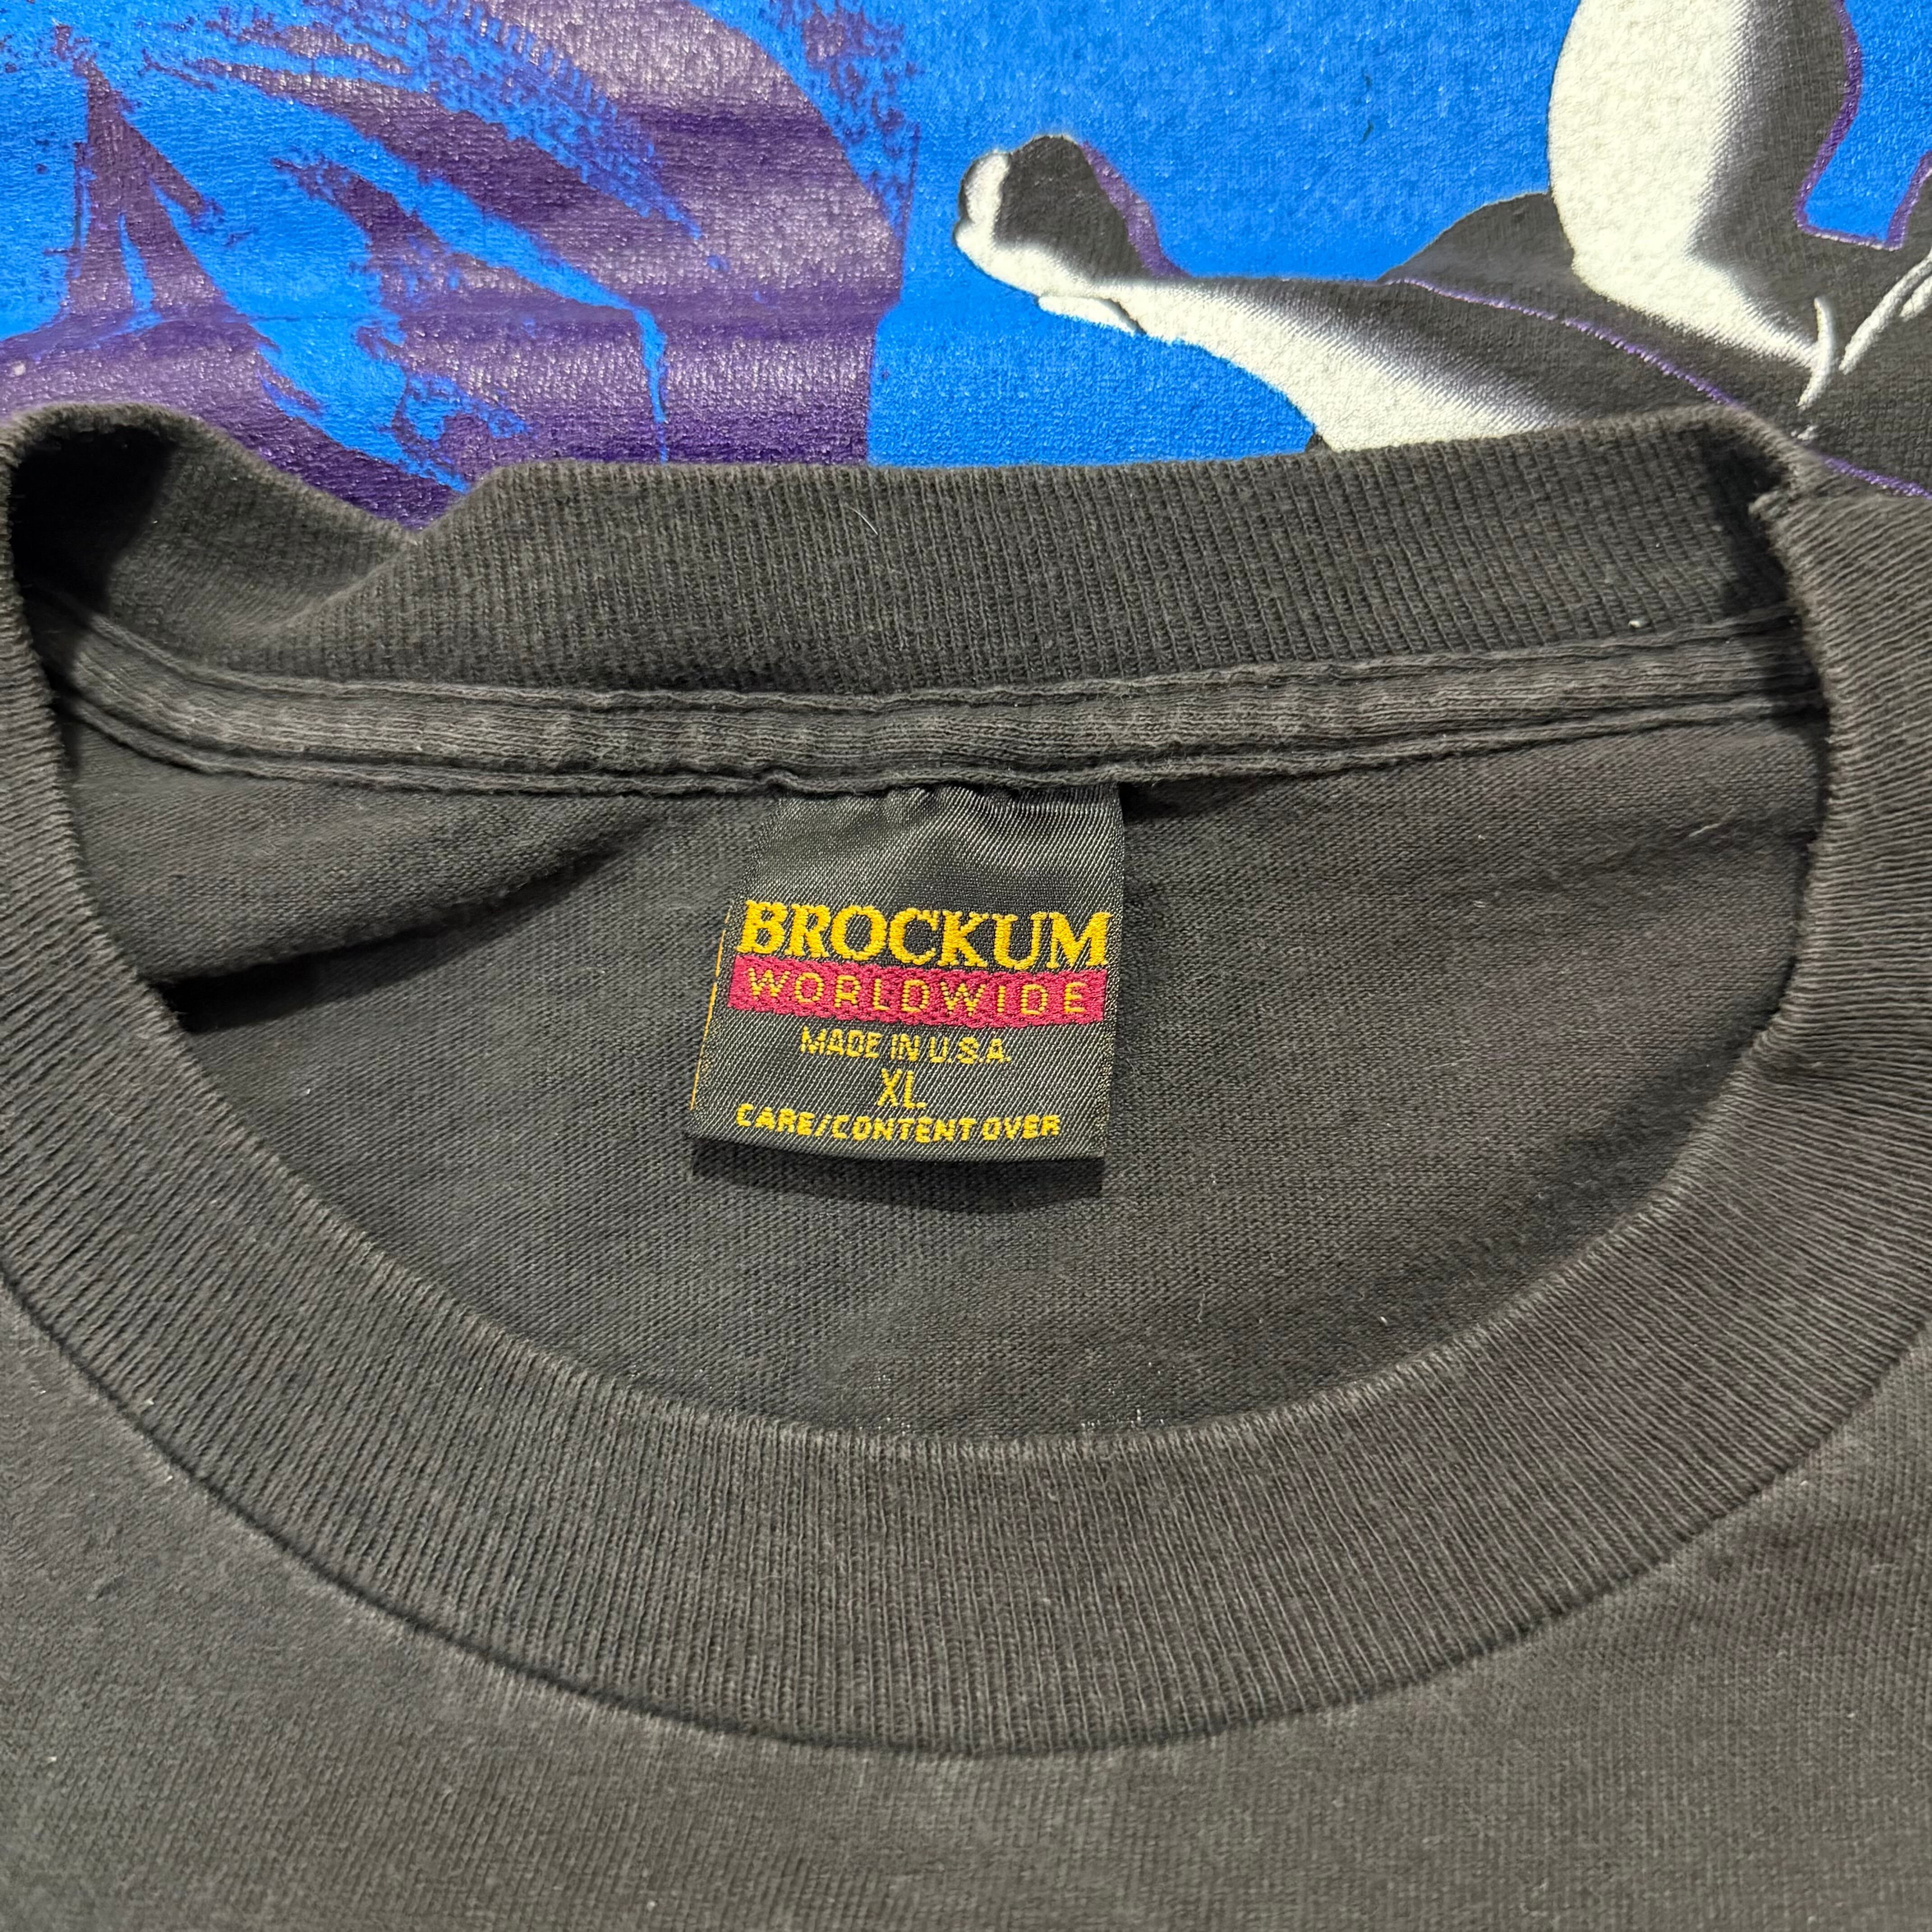 BROCKUM
WORLDWIDE
MADE IN U.S.A.
XL
CARE/CONTENT OVER